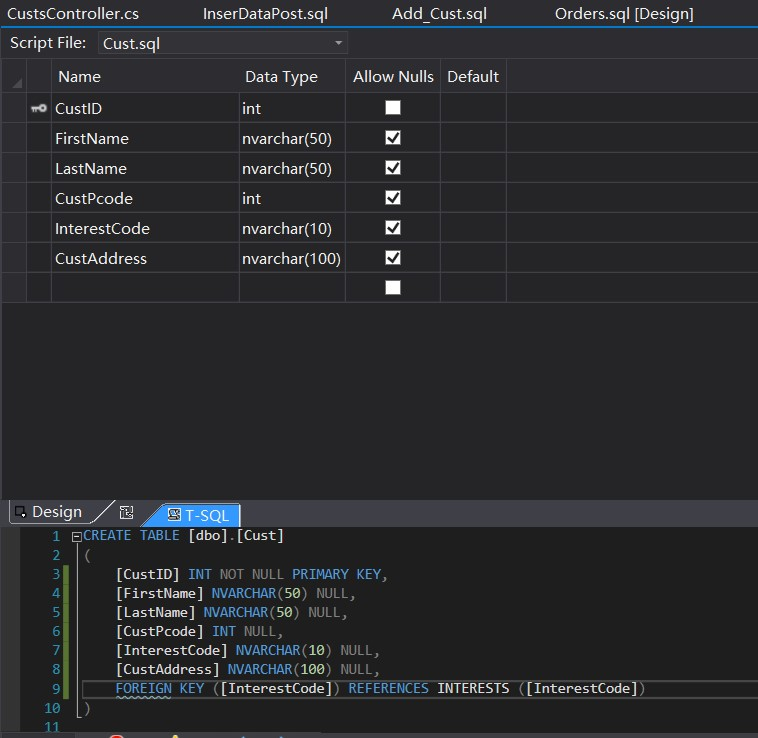 CustsController.cs InserDataPost.sql Add_Cust.sql Orders.sql [Design]
Script File: Cust.sql
Name Data Type Allow Nulls Default
CustID int
FirstName nvarchar(50)
LastName nvarchar(50)
CustPcode int
InterestCode nvarchar(10)
CustAddress nvarchar(100)
Design T-SQL
1 CREATE TABLE [dbo].[Cust]
2 (
3 [CustID] INT NOT NULL PRIMARY KEY,
4 [FirstName] NVARCHAR(50) NULL,
5 [LastName] NVARCHAR(50) NULL,
6 [CustPcode] INT NULL,
7 [InterestCode] NVARCHAR(10) NULL,
8 [CustAddress] NVARCHAR(100) NULL,
9 FOREIGN KEY ([InterestCode]) REFERENCES INTERESTS ([InterestCode])
10 )
11